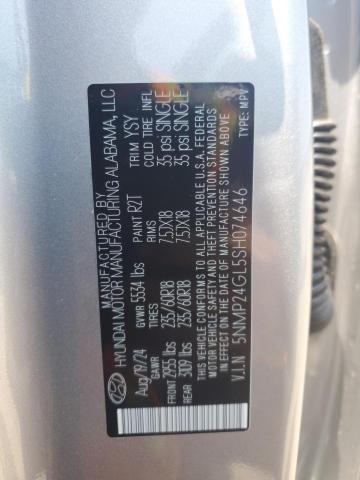 MANUFACTURED BY
HYUNDAI MOTOR MANUFACTURING ALABAMA, LLC
Aug/19/24 GVWR 5534 lbs PAINT R2T TRIM YSY
GAWR RIMS COLD TIRE INFL
FRONT 2955 lbs 235/60R18 7.5JX18 35 psi SINGLE
REAR 3109 lbs 235/60R18 7.5JX18 35 psi SINGLE
THIS VEHICLE CONFORMS TO ALL APPLICABLE U.S.A. FEDERAL
MOTOR VEHICLE SAFETY, BUMPER, AND THEFT PREVENTION STANDARDS
IN EFFECT ON THE DATE OF MANUFACTURE SHOWN ABOVE.
V.I.N 5NMP24GL5SH074646 TYPE: MPV